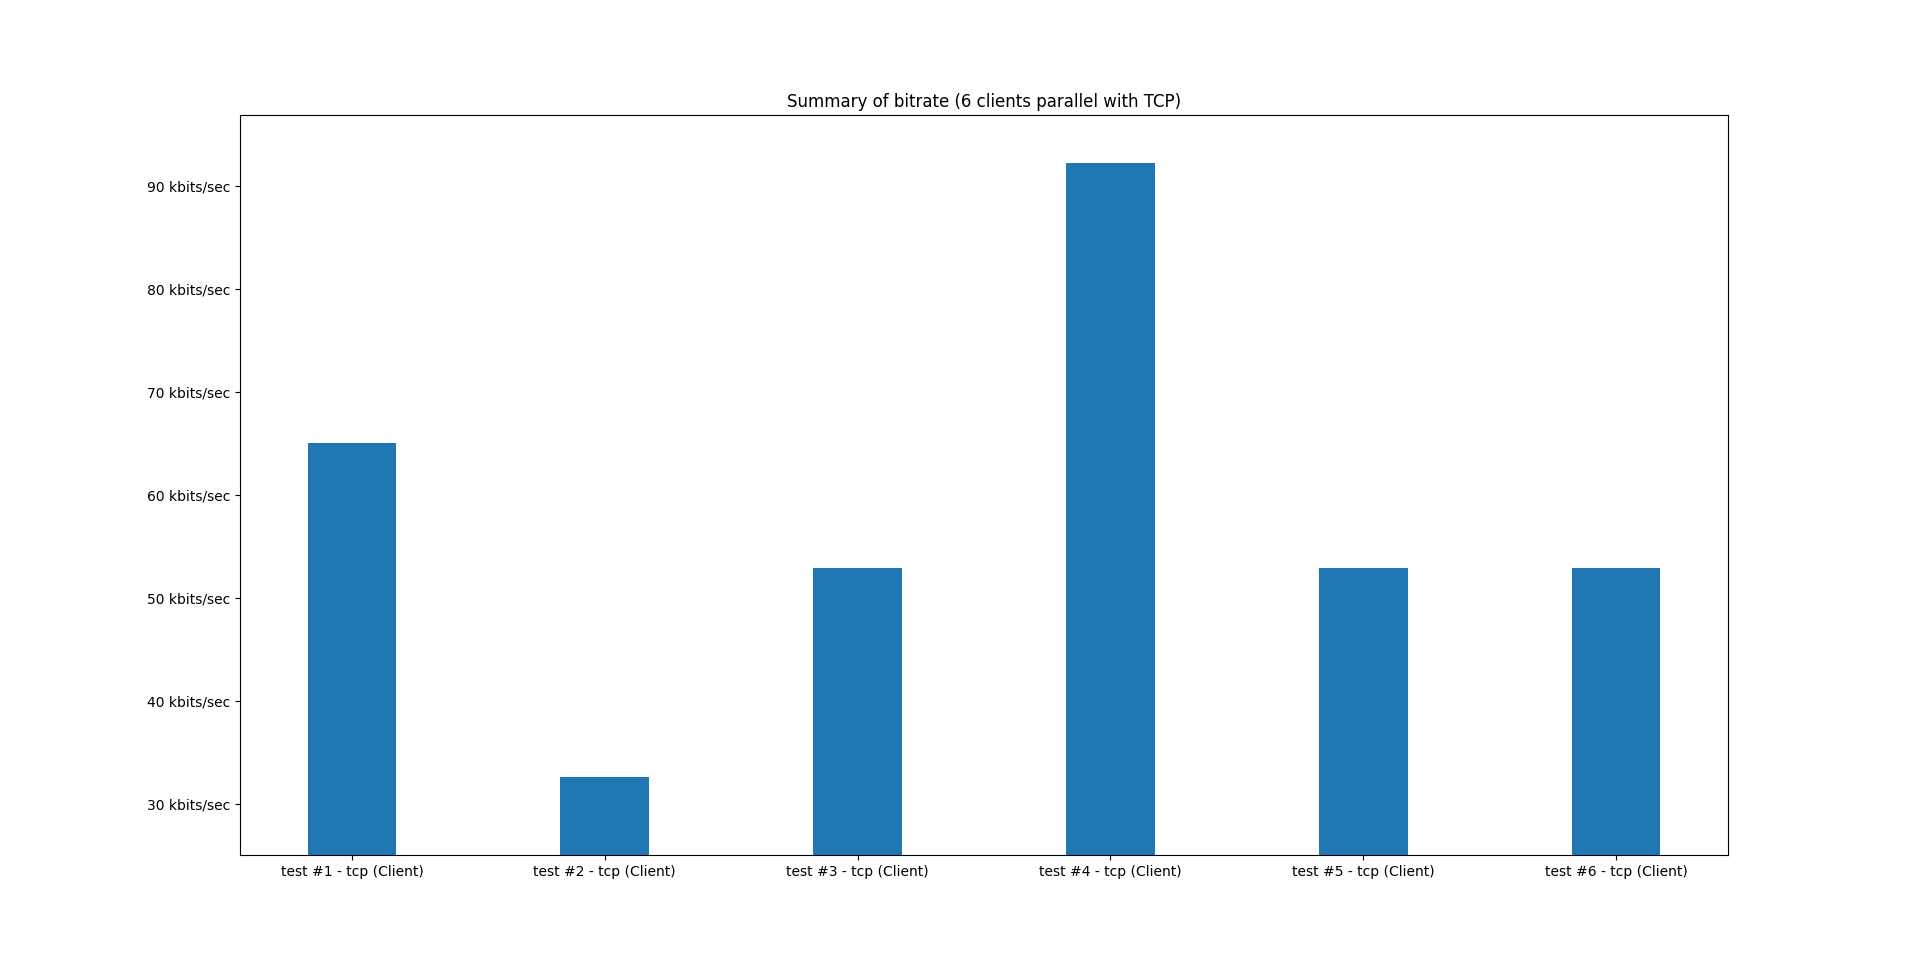 Summary of bitrate (6 clients parallel with TCP)
90 kbits/sec
80 kbits/sec
70 kbits/sec
60 kbits/sec
50 kbits/sec
40 kbits/sec
30 kbits/sec
test #1 - tcp (Client) test #2 - tcp (Client) test #3 - tcp (Client) test #4 - tcp (Client) test #5 - tcp (Client) test #6 - tcp (Client)